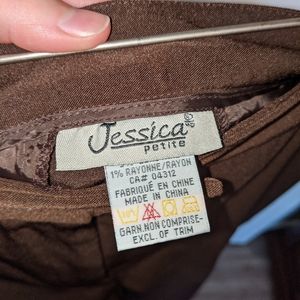 Jessica
petite
1% RAYONNE/RAYON
CA# 04312
FABRIQUÉ EN CHINE
MADE IN CHINA
GARN. NON COMPRISE-
EXCL. OF TRIM